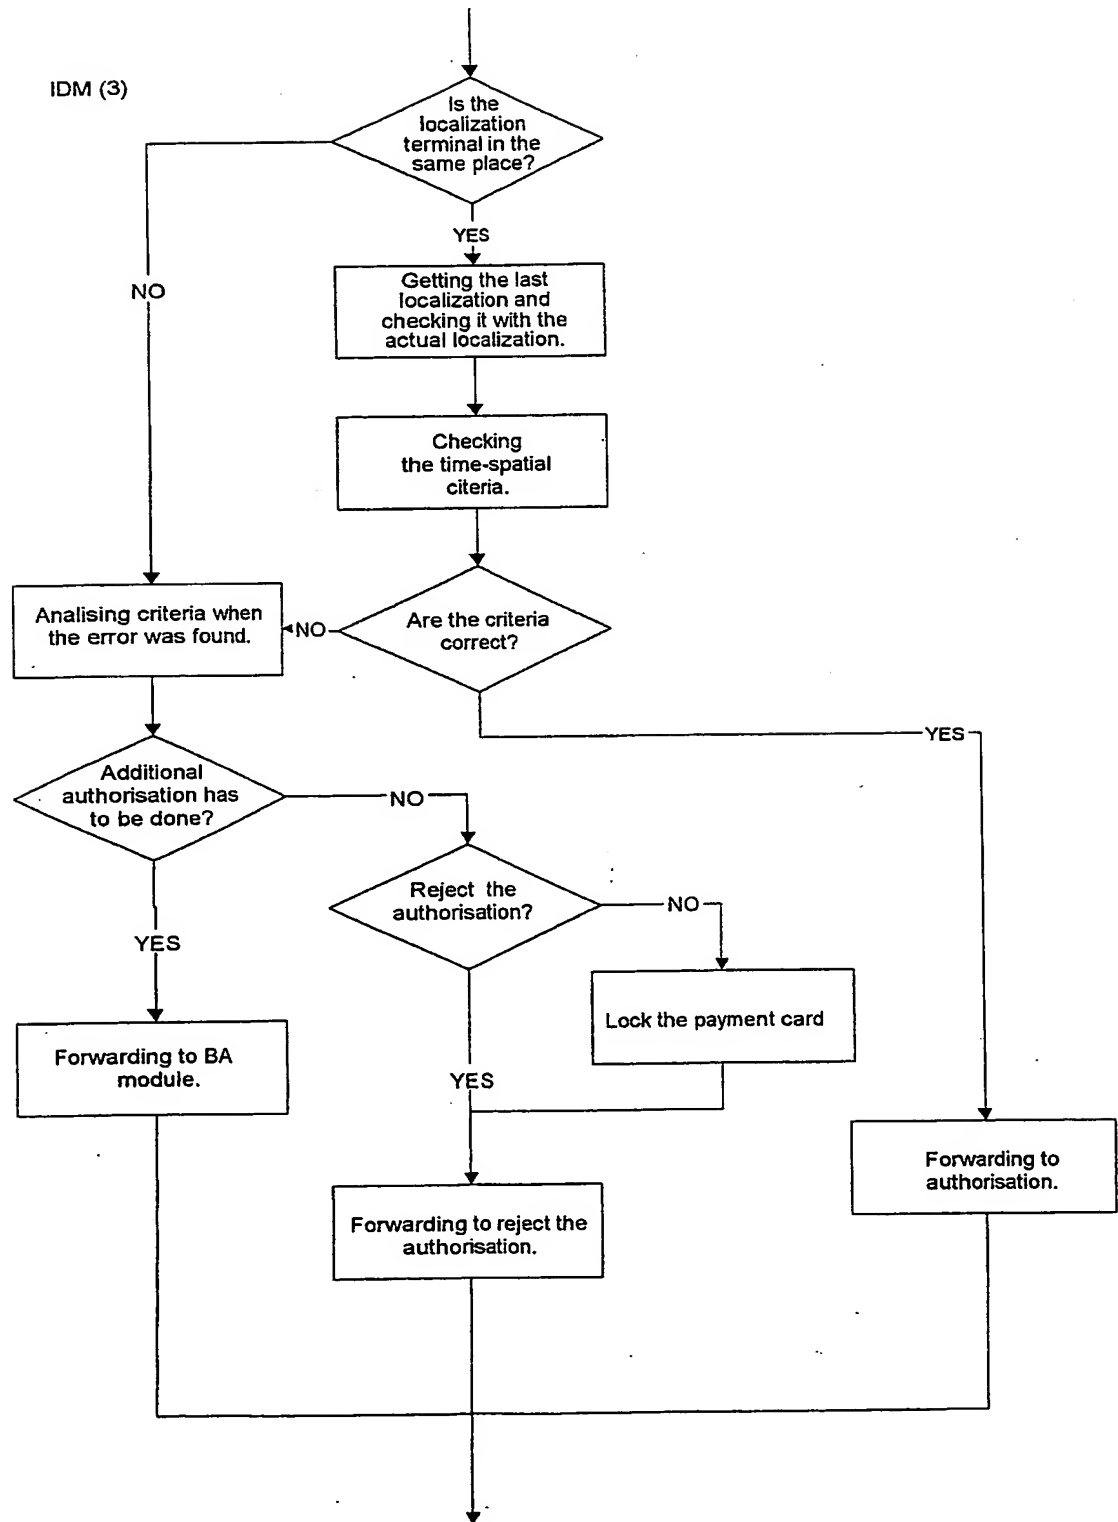 IDM (3)
Is the
localization
terminal in the
same place?
YES
NO
Getting the last
localization and
checking it with the
actual localization.
Checking
the time-spatial
citeria.
Analising criteria when
the error was found.
NO
Are the criteria
correct?
YES
Additional
authorisation has
to be done?
NO
Reject the
authorisation?
NO
YES
Lock the payment card
Forwarding to BA
module.
YES
Forwarding to
authorisation.
Forwarding to reject the
authorisation.